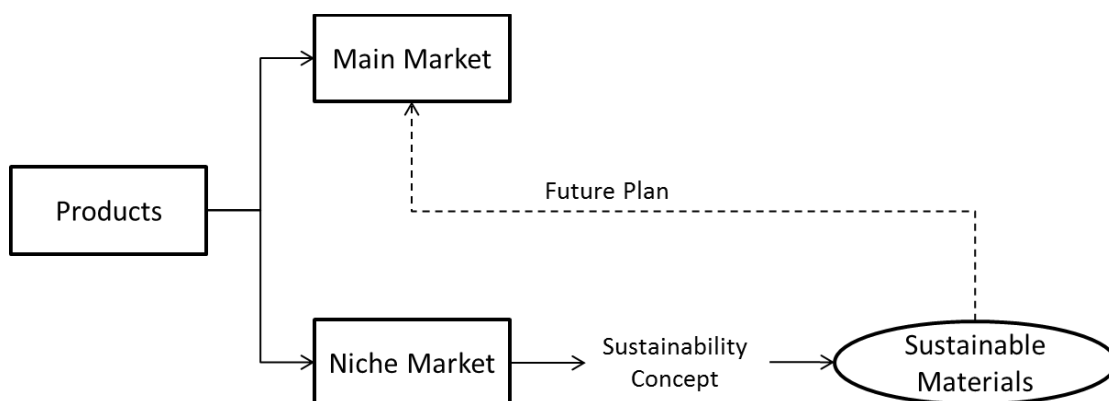 Main Market
Products
Future Plan
Niche Market
Sustainability
Concept
Sustainable
Materials